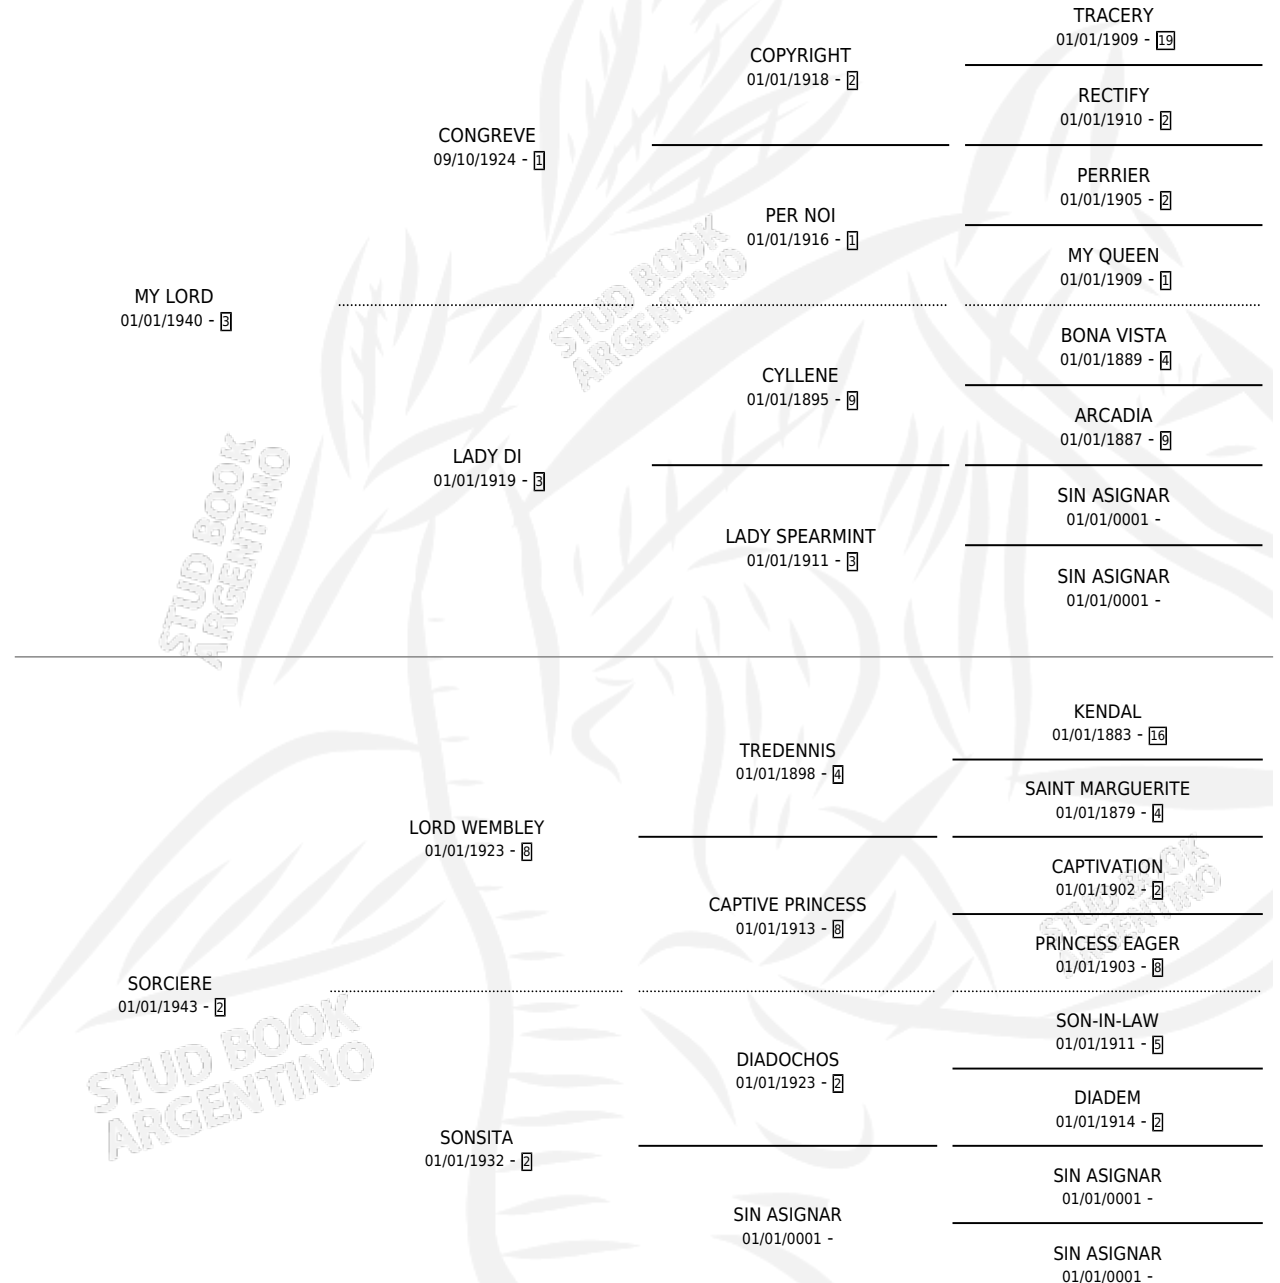 TRACERY
01/01/1909 - 19
COPYRIGHT
01/01/1918 - 2
RECTIFY
01/01/1910 - 2
CONGREVE
09/10/1924 - 1
PERRIER
01/01/1905 - 2
PER NOI
01/01/1916 - 1
MY QUEEN
01/01/1909 - 1
MY LORD
01/01/1940 - 3
BONA VISTA
01/01/1889 - 4
CYLLENE
01/01/1895 - 9
ARCADIA
01/01/1887 - 9
LADY DI
01/01/1919 - 3
SIN ASIGNAR
01/01/0001 -
LADY SPEARMINT
01/01/1911 - 3
SIN ASIGNAR
01/01/0001 -
KENDAL
01/01/1883 - 16
TREDENNIS
01/01/1898 - 4
SAINT MARGUERITE
01/01/1879 - 4
LORD WEMBLEY
01/01/1923 - 8
CAPTIVATION
01/01/1902 - 2
CAPTIVE PRINCESS
01/01/1913 - 8
PRINCESS EAGER
01/01/1903 - 8
SORCIERE
01/01/1943 - 2
SON-IN-LAW
01/01/1911 - 5
DIADOCHOS
01/01/1923 - 2
DIADEM
01/01/1914 - 2
SONSITA
01/01/1932 - 2
SIN ASIGNAR
01/01/0001 -
SIN ASIGNAR
01/01/0001 -
SIN ASIGNAR
01/01/0001 -
STUD BOOK
ARGENTINO
STUD BOOK
ARGENTINO
STUD BOOK
ARGENTINO
STUD BOOK
ARGENTINO